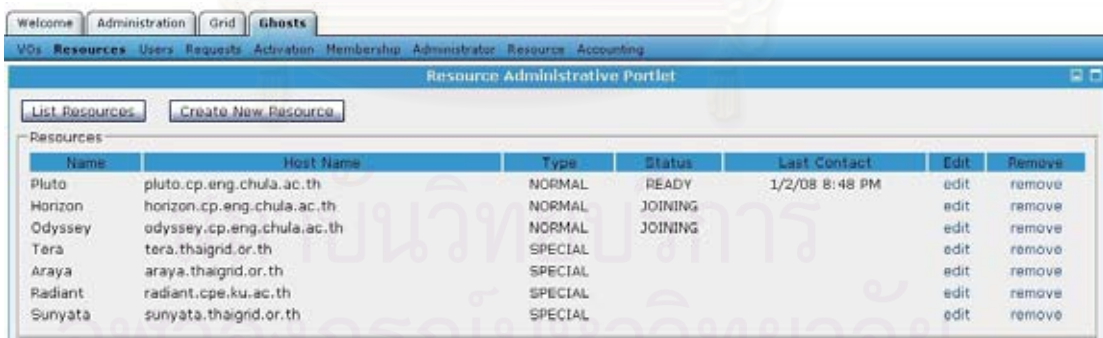 Welcome Administration Grid Ghosts
VOs Resources Users Requests Activation Membership Administrator Resource Accounting
Resource Administrative Portlet
List Resources Create New Resource
Resources
Name Host Name Type Status Last Contact Edit Remove
Pluto pluto.cp.eng.chula.ac.th NORMAL READY 1/2/08 8:48 PM edit remove
Horizon horizon.cp.eng.chula.ac.th NORMAL JOINING edit remove
Odyssey odyssey.cp.eng.chula.ac.th NORMAL JOINING edit remove
Tera tera.thaigrid.or.th SPECIAL edit remove
Araya araya.thaigrid.or.th SPECIAL edit remove
Radiant radiant.cpe.ku.ac.th SPECIAL edit remove
Sunyata sunyata.thaigrid.or.th SPECIAL edit remove